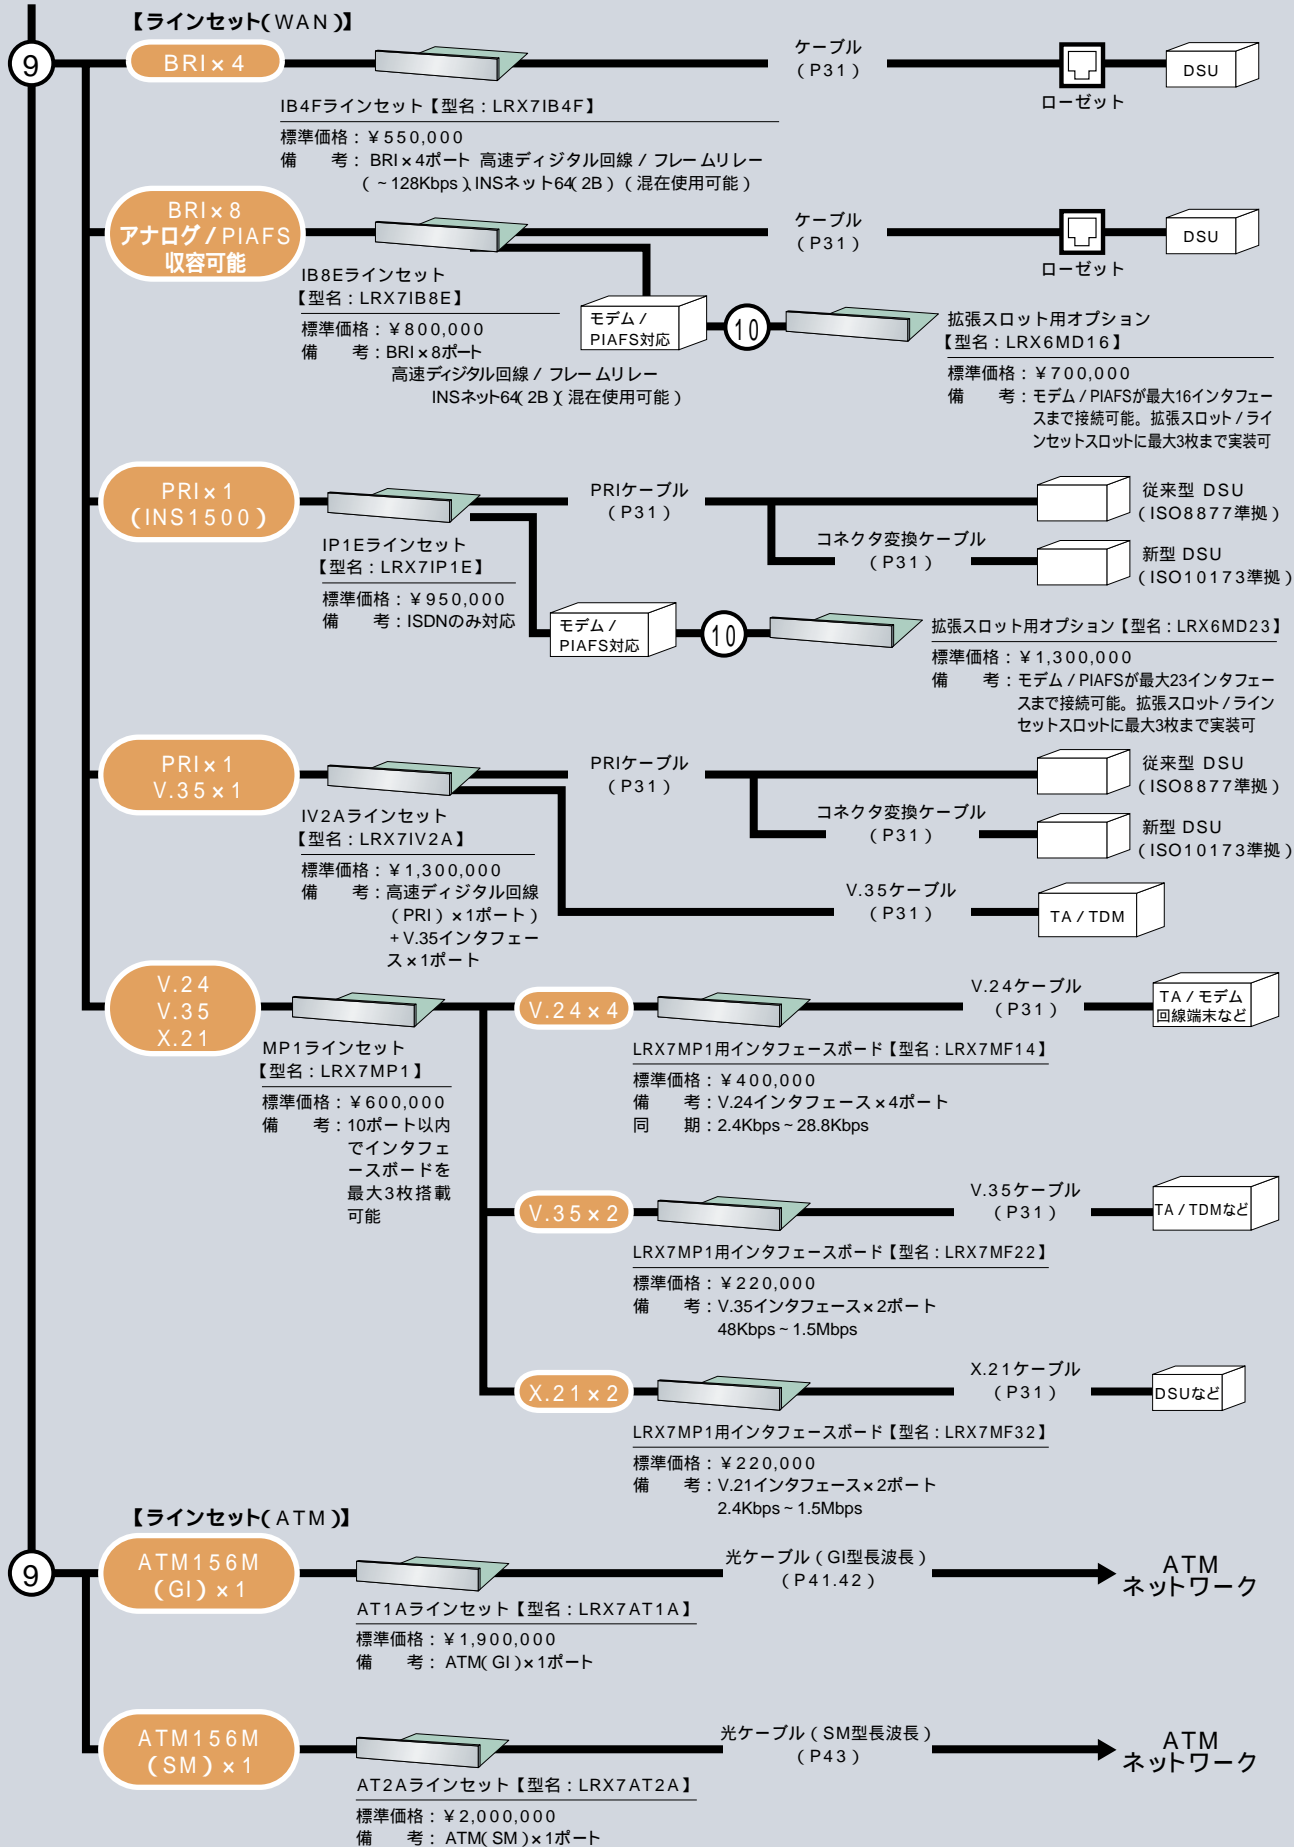 【ラインセット(WAN)】
9
BRI×4
ケーブル
(P31)
ローゼット
DSU
IB4Fラインセット【型名：LRX7IB4F】
標準価格：¥550,000
備　考：BRI×4ポート 高速ディジタル回線／フレームリレー
(~128Kbps)、INSネット64(2B)(混在使用可能)
BRI×8
アナログ/PIAFS
収容可能
ケーブル
(P31)
ローゼット
DSU
IB8Eラインセット
【型名：LRX7IB8E】
標準価格：¥800,000
備　考：BRI×8ポート
高速ディジタル回線／フレームリレー
INSネット64(2B)(混在使用可能)
モデム/
PIAFS対応
10
拡張スロット用オプション
【型名：LRX6MD16】
標準価格：¥700,000
備　考：モデム/PIAFSが最大16インタフェー
スまで接続可能。拡張スロット/ライ
ンセットスロットに最大3枚まで実装可
PRI×1
(INS1500)
PRIケーブル
(P31)
従来型 DSU
(ISO8877準拠)
コネクタ変換ケーブル
(P31)
新型 DSU
(ISO10173準拠)
IP1Eラインセット
【型名：LRX7IP1E】
標準価格：¥950,000
備　考：ISDNのみ対応
モデム/
PIAFS対応
10
拡張スロット用オプション【型名：LRX6MD23】
標準価格：¥1,300,000
備　考：モデム/PIAFSが最大23インタフェー
スまで接続可能。拡張スロット/ライン
セットスロットに最大3枚まで実装可
PRI×1
V.35×1
PRIケーブル
(P31)
従来型 DSU
(ISO8877準拠)
コネクタ変換ケーブル
(P31)
新型 DSU
(ISO10173準拠)
IV2Aラインセット
【型名：LRX7IV2A】
標準価格：¥1,300,000
備　考：高速ディジタル回線
(PRI)×1ポート)
+V.35インタフェー
ス×1ポート
V.35ケーブル
(P31)
TA/TDM
V.24
V.35
X.21
MP1ラインセット
【型名：LRX7MP1】
標準価格：¥600,000
備　考：10ポート以内
でインタフェ
ースボードを
最大3枚搭載
可能
V.24×4
V.24ケーブル
(P31)
TA/モデム
回線端末など
LRX7MP1用インタフェースボード【型名：LRX7MF14】
標準価格：¥400,000
備　考：V.24インタフェース×4ポート
同　期：2.4Kbps~28.8Kbps
V.35×2
V.35ケーブル
(P31)
TA/TDMなど
LRX7MP1用インタフェースボード【型名：LRX7MF22】
標準価格：¥220,000
備　考：V.35インタフェース×2ポート
48Kbps~1.5Mbps
X.21×2
X.21ケーブル
(P31)
DSUなど
LRX7MP1用インタフェースボード【型名：LRX7MF32】
標準価格：¥220,000
備　考：V.21インタフェース×2ポート
2.4Kbps~1.5Mbps
【ラインセット(ATM)】
9
ATM156M
(GI)×1
光ケーブル(GI型長波長)
(P41.42)
ATM
ネットワーク
AT1Aラインセット【型名：LRX7AT1A】
標準価格：¥1,900,000
備　考：ATM(GI)×1ポート
ATM156M
(SM)×1
光ケーブル(SM型長波長)
(P43)
ATM
ネットワーク
AT2Aラインセット【型名：LRX7AT2A】
標準価格：¥2,000,000
備　考：ATM(SM)×1ポート